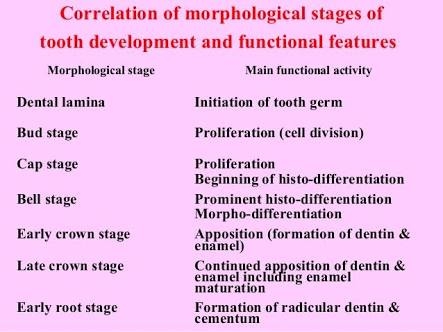 Correlation of morphological stages of
tooth development and functional features
Morphological stage Main functional activity
Dental lamina Initiation of tooth germ
Bud stage Proliferation (cell division)
Cap stage Proliferation
Beginning of histo-differentiation
Bell stage Prominent histo-differentiation
Morpho-differentiation
Early crown stage Apposition (formation of dentin &
enamel)
Late crown stage Continued apposition of dentin &
enamel including enamel
maturation
Early root stage Formation of radicular dentin &
cementum